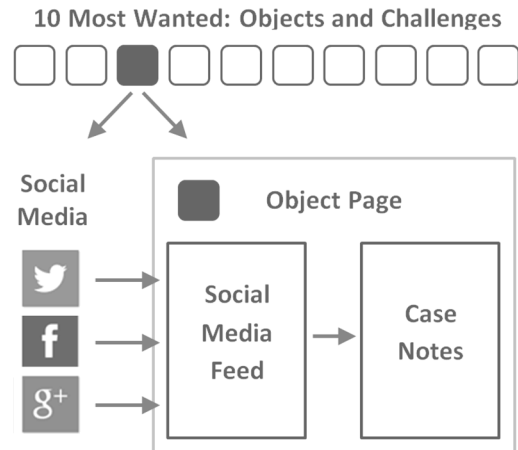 10 Most Wanted: Objects and Challenges
Social
Media
Object Page
f
g+
Social
Media
Feed
Case
Notes